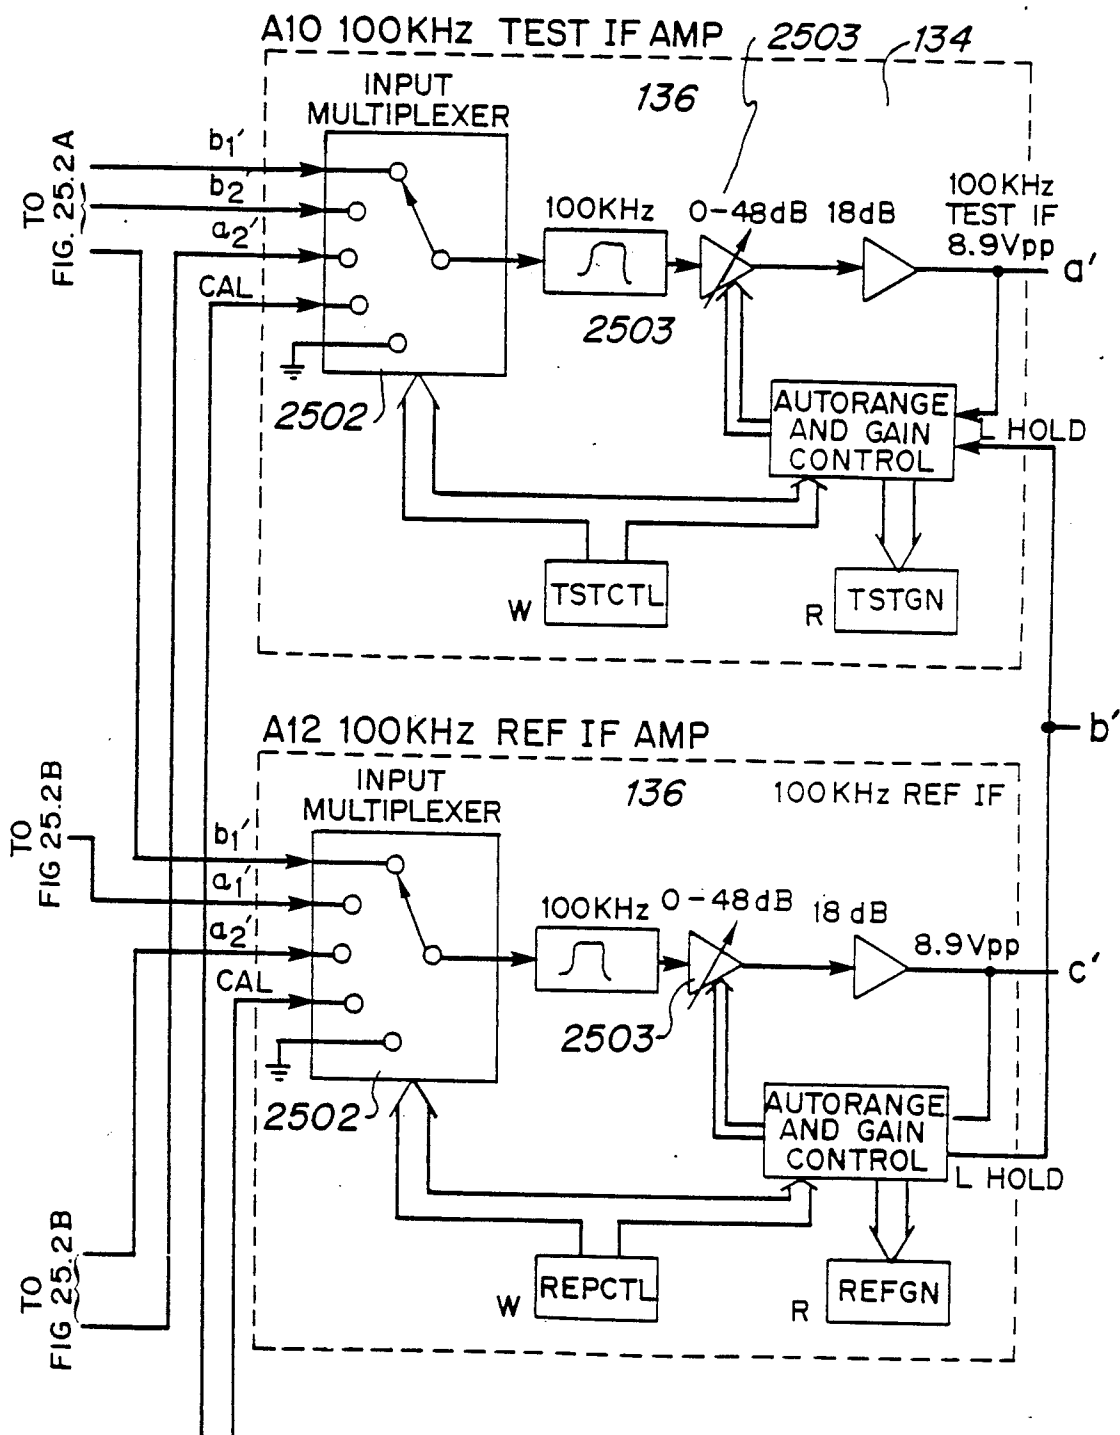 A10 100KHz TEST IF AMP
2503
134
INPUT
MULTIPLEXER
136
TO
FIG. 25.2A
b1'
b2'
a2'
CAL
100KHz
0-48dB
18dB
100KHz
TEST IF
8.9Vpp
a'
2503
2502
AUTORANGE
AND GAIN
CONTROL
L HOLD
W
TSTCTL
R
TSTGN
b'
A12 100KHz REF IF AMP
INPUT
MULTIPLEXER
136
100KHz REF IF
TO
FIG 25.2B
b1'
a1'
a2'
CAL
100KHz
0-48dB
18dB
8.9Vpp
c'
2503
2502
AUTORANGE
AND GAIN
CONTROL
L HOLD
W
REPCTL
R
REFGN
TO
FIG 25.2B